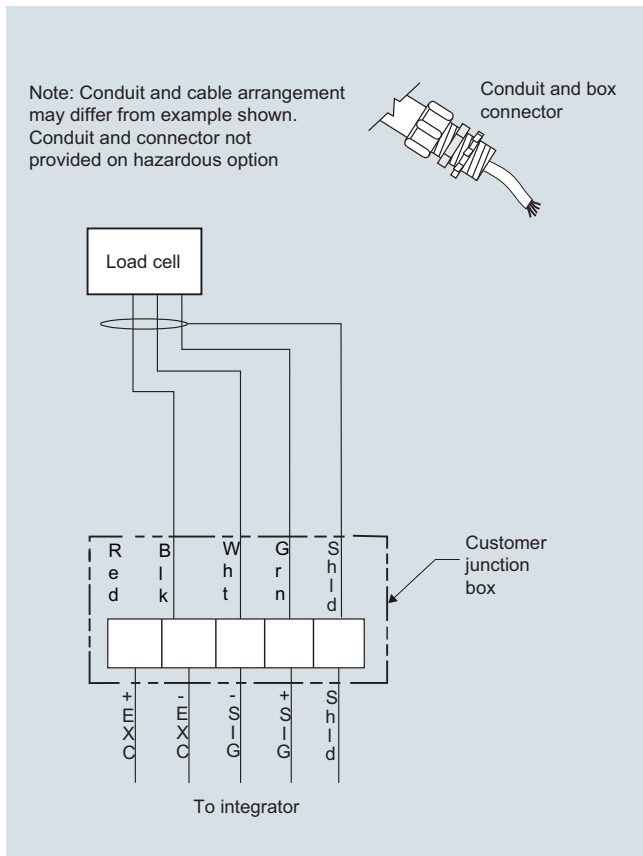 Note: Conduit and cable arrangement
may differ from example shown.
Conduit and connector not
provided on hazardous option
Conduit and box
connector
Load cell
Red
Blk
Wht
Grn
Shld
Customer
junction
box
+EXC
-EXC
-SIG
+SIG
Shld
To integrator